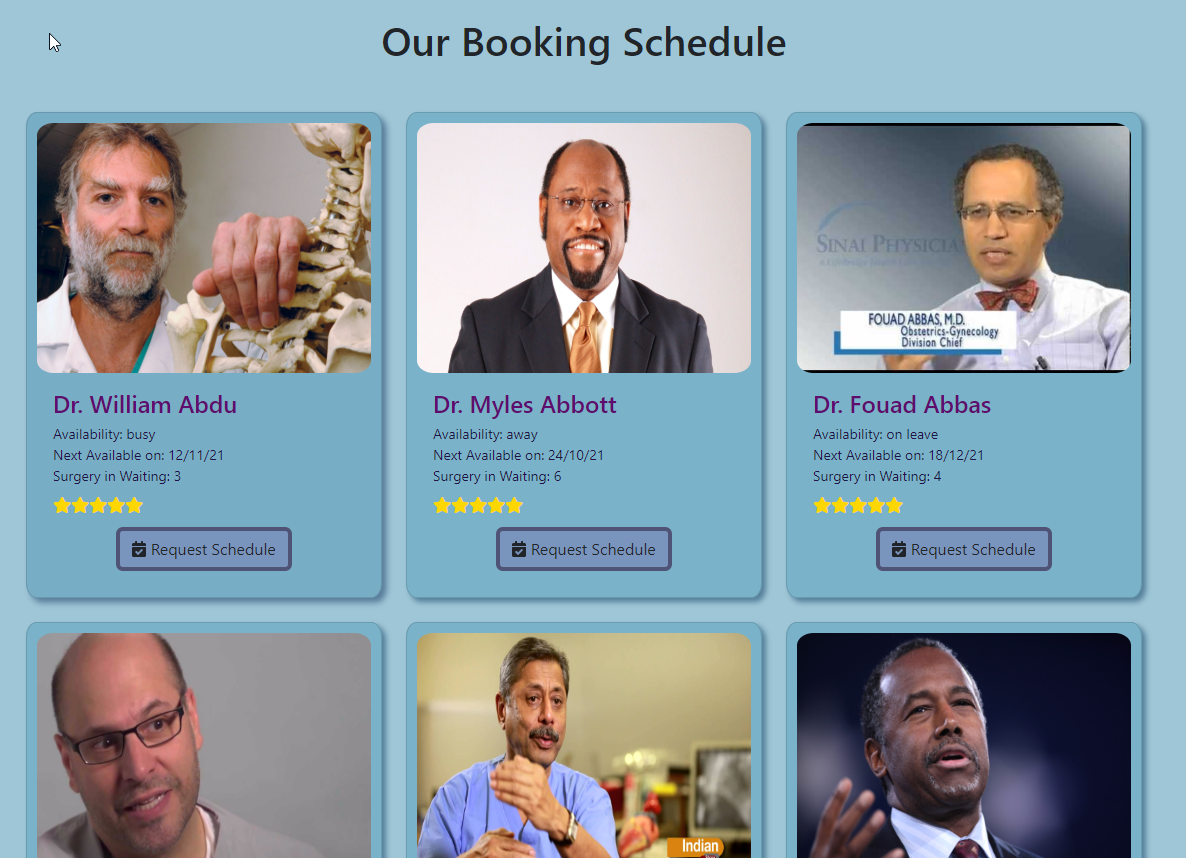 Our Booking Schedule
SINAI PHYSICIA
FOUAD ABBAS, M.D.
Obstetrics-Gynecology
Division Chief
Dr. William Abdu
Availability: busy
Next Available on: 12/11/21
Surgery in Waiting: 3
Request Schedule
Dr. Myles Abbott
Availability: away
Next Available on: 24/10/21
Surgery in Waiting: 6
Request Schedule
Dr. Fouad Abbas
Availability: on leave
Next Available on: 18/12/21
Surgery in Waiting: 4
Request Schedule
Indian